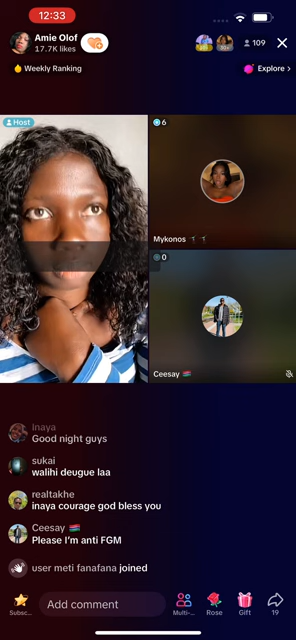 12:33
Amie Olof
17.7K likes
10+
109
Weekly Ranking
Explore >
Host
6
Mykonos
0
Ceesay 🇬🇲
Inaya
Good night guys
sukai
walihi deugue laa
realtakhe
inaya courage god bless you
Ceesay 🇬🇲
Please I'm anti FGM
user meti fanafana joined
Add comment
Subsc... Multi-... Rose Gift 19